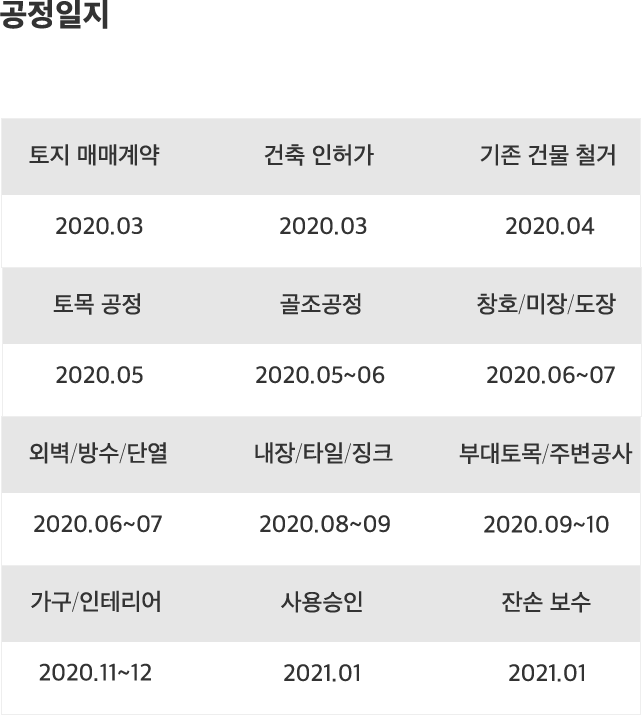 공정일지
토지 매매계약 건축 인허가 기존 건물 철거
2020.03 2020.03 2020.04
토목 공정 골조공정 창호/미장/도장
2020.05 2020.05~06 2020.06~07
외벽/방수/단열 내장/타일/징크 부대토목/주변공사
2020.06~07 2020.08~09 2020.09~10
가구/인테리어 사용승인 잔손 보수
2020.11~12 2021.01 2021.01